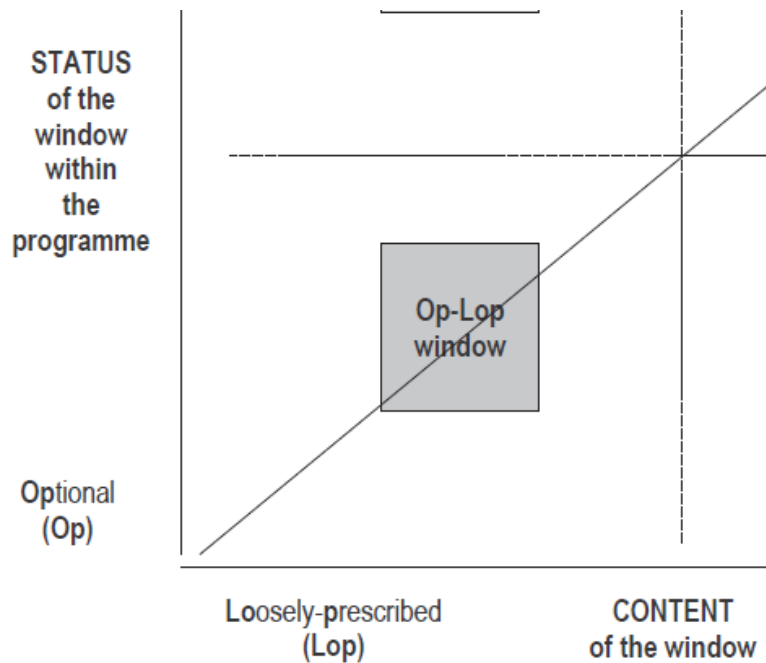 STATUS
of the
window
within
the
programme
Op-Lop
window
Optional
(Op)
Loosely-prescribed
(Lop)
CONTENT
of the window